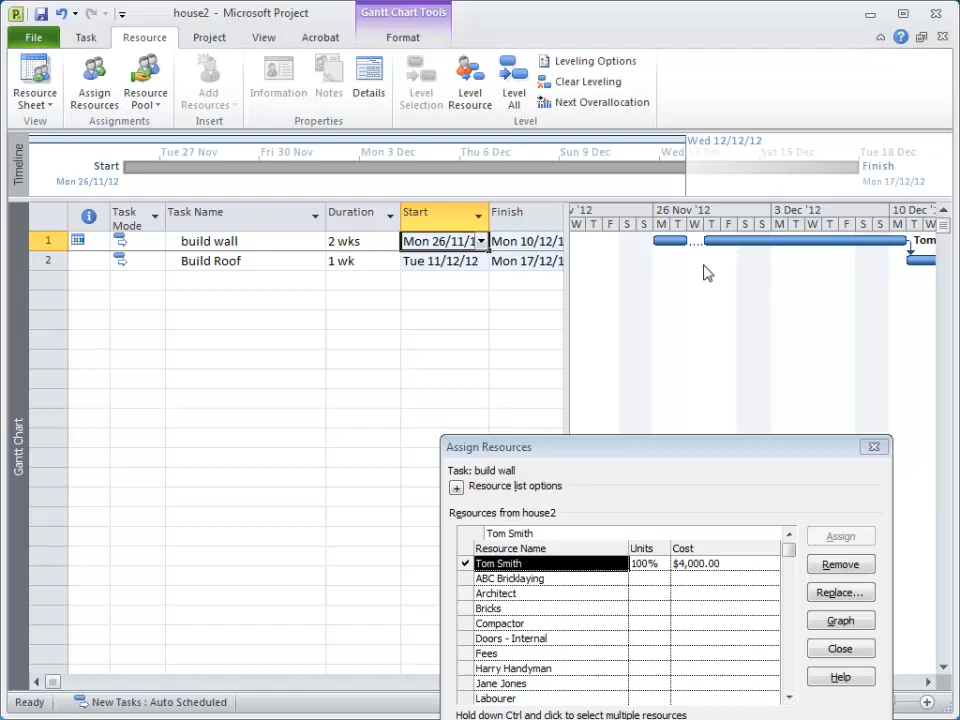 house2 - Microsoft Project
Gantt Chart Tools
File Task Resource Project View Acrobat Format
Resource Sheet
Assign Resources
Resource Pool
Add Resources
Information
Notes
Details
Level Selection
Level Resource
Level All
Leveling Options
Clear Leveling
Next Overallocation
View Assignments Insert Properties Level
Timeline
Wed 12/12/12
Tue 27 Nov Fri 30 Nov Mon 3 Dec Thu 6 Dec Sun 9 Dec Wed Sat 15 Dec Tue 18 Dec
Start
Mon 26/11/12
Finish
Mon 17/12/12
Task Mode Task Name Duration Start Finish
'12 26 Nov '12 3 Dec '12 10 Dec '
W T F S S M T W T F S S M T W T F S S M T W
1 build wall 2 wks Mon 26/11/1 Mon 10/12/1 Tom
2 Build Roof 1 wk Tue 11/12/12 Mon 17/12/1
Gantt Chart
Assign Resources
Task: build wall
+ Resource list options
Resources from house2
Tom Smith
Resource Name Units Cost
Tom Smith 100% $4,000.00
ABC Bricklaying
Architect
Bricks
Compactor
Doors - Internal
Fees
Harry Handyman
Jane Jones
Labourer
Assign
Remove
Replace...
Graph
Close
Help
Hold down Ctrl and click to select multiple resources
Ready New Tasks : Auto Scheduled